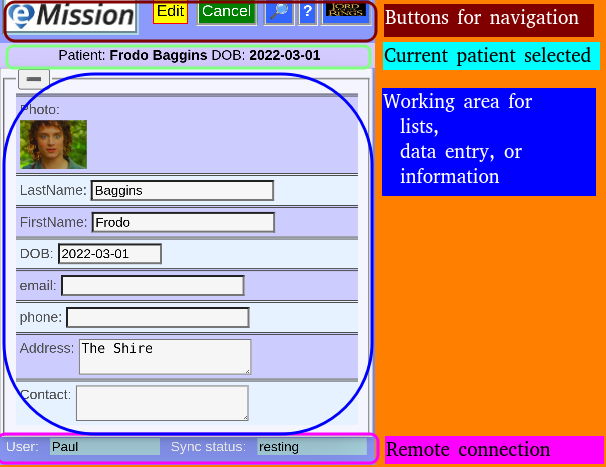 eMission Edit Cancel ? LORD OF THE RINGS Buttons for navigation
Patient: Frodo Baggins DOB: 2022-03-01 Current patient selected
Photo:
LastName: Baggins
FirstName: Frodo
DOB: 2022-03-01
email:
phone:
Address: The Shire
Contact:
Working area for
lists,
data entry, or
information
User: Paul Sync status: resting Remote connection